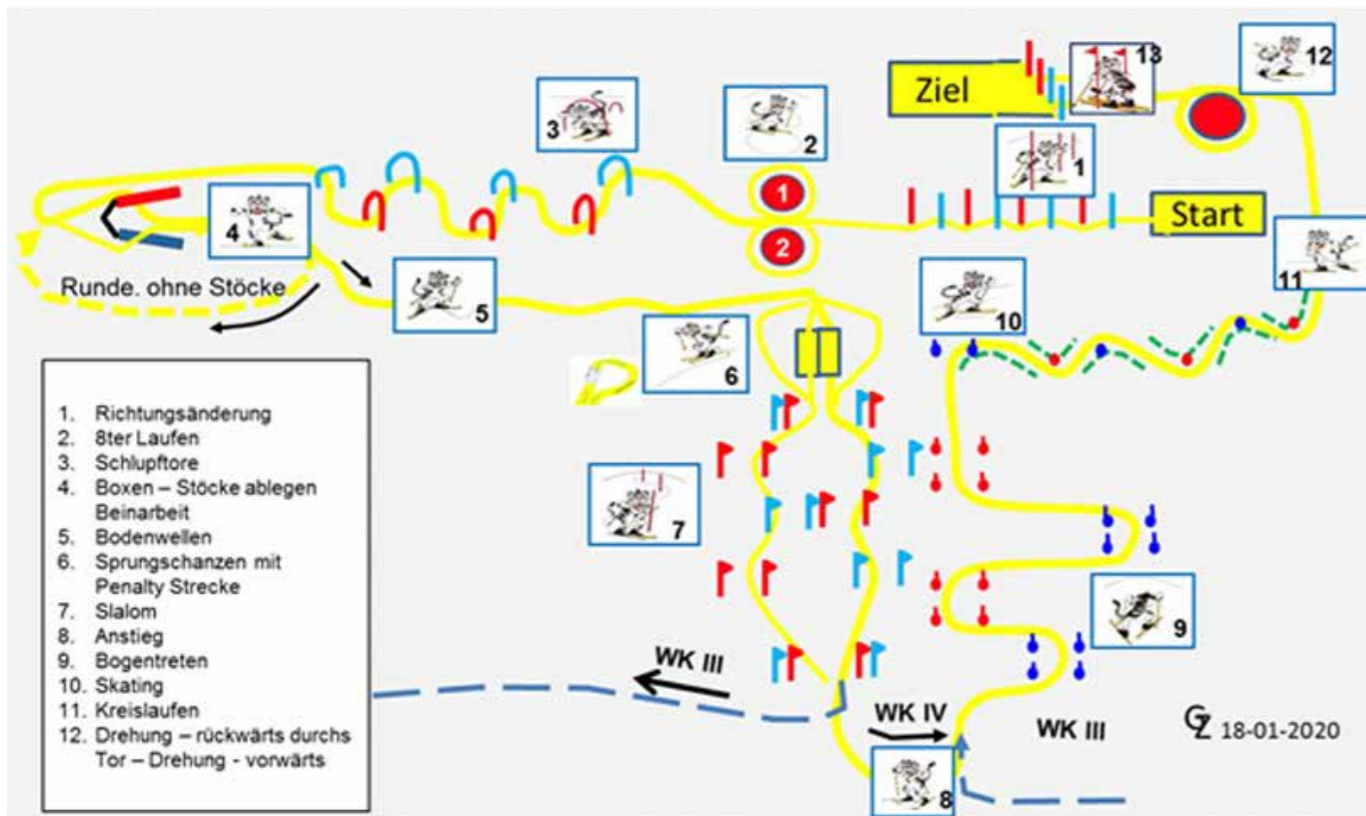 Ziel
13
12
3
2
1
1
2
Start
4
11
Runde. ohne Stöcke
5
10
6
1. Richtungsänderung
2. 8ter Laufen
3. Schlupftore
4. Boxen – Stöcke ablegen
Beinarbeit
5. Bodenwellen
6. Sprungschanzen mit
Penalty Strecke
7. Slalom
8. Anstieg
9. Bogentreten
10. Skating
11. Kreislaufen
12. Drehung – rückwärts durchs
Tor – Drehung - vorwärts
7
9
WK III
WK IV
WK III
GZ 18-01-2020
8